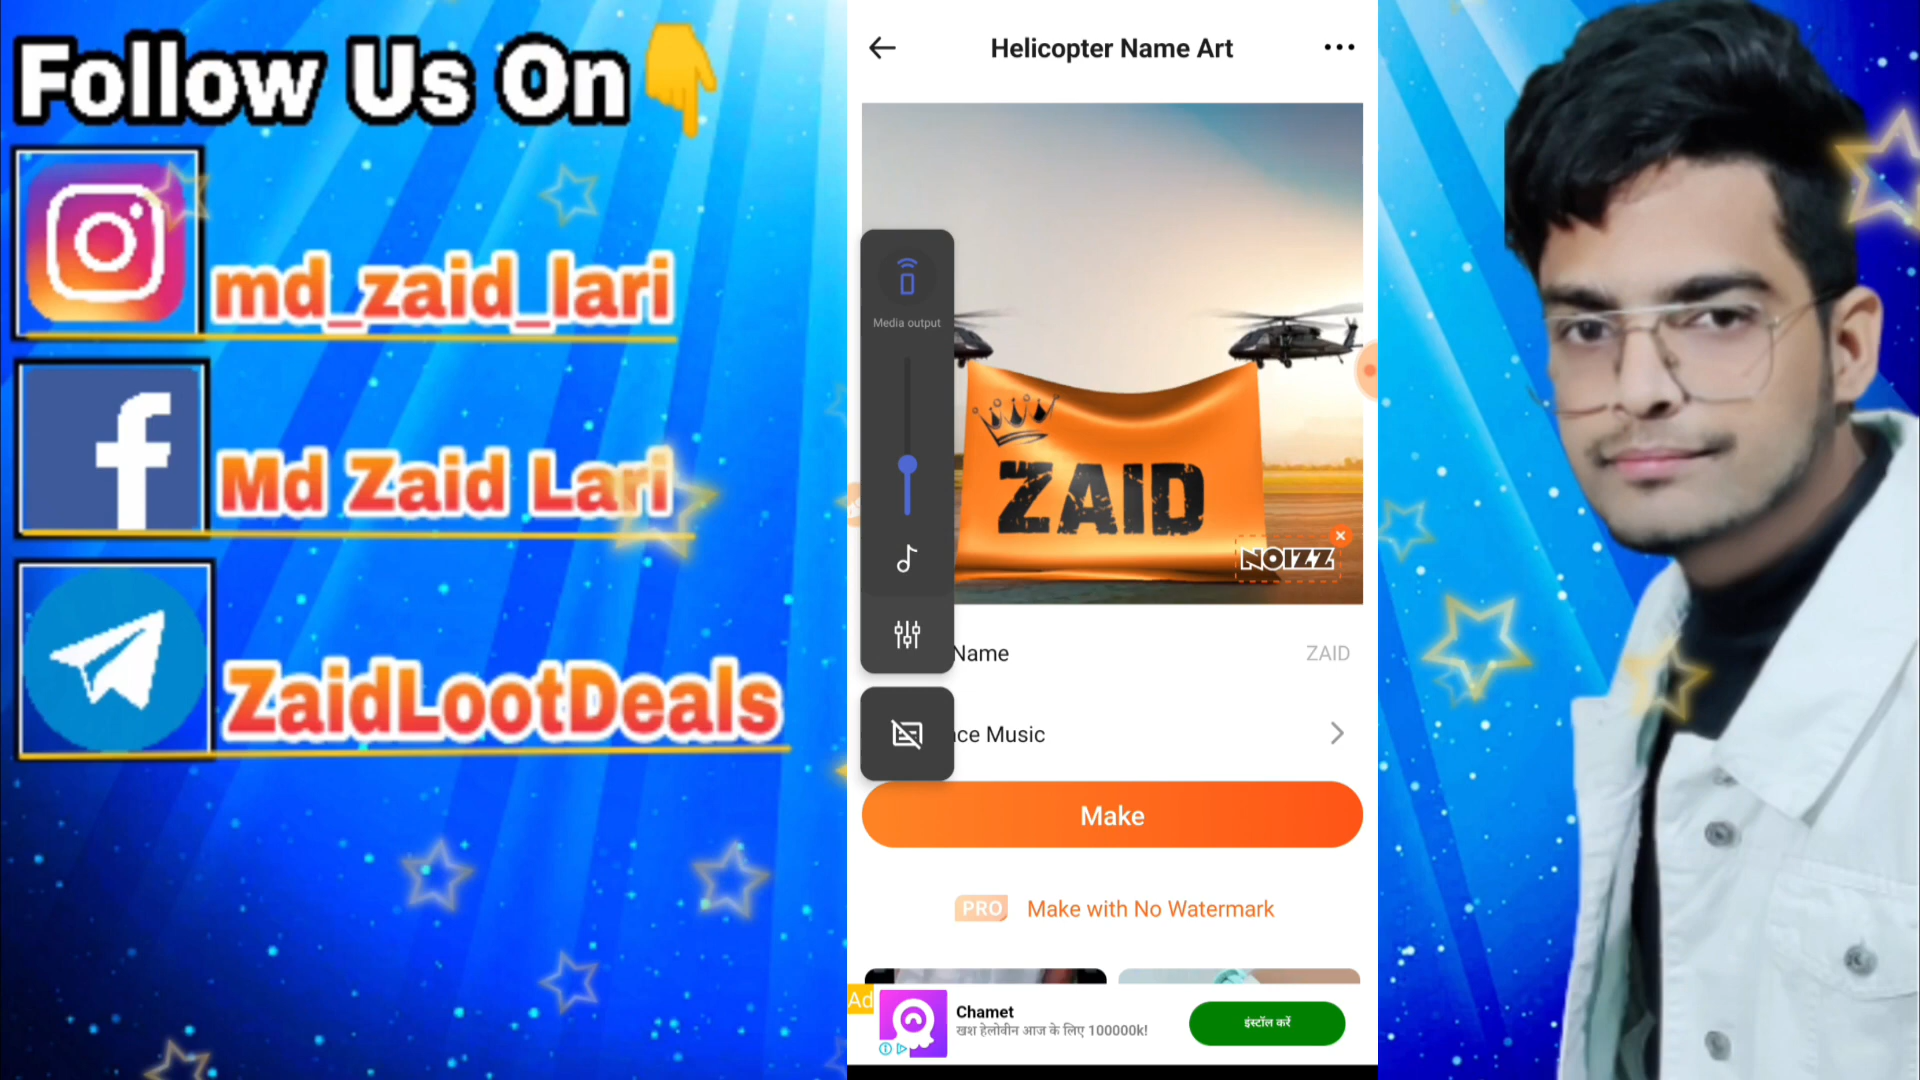 Follow Us On
md_zaid_lari
Md Zaid Lari
ZaidLootDeals
Helicopter Name Art
Media output
ZAID
NOIZZ
Name
ZAID
ce Music
Make
PRO Make with No Watermark
Ad
Chamet
खश हेलोवीन आज के लिए 100000k!
इंस्टॉल करें